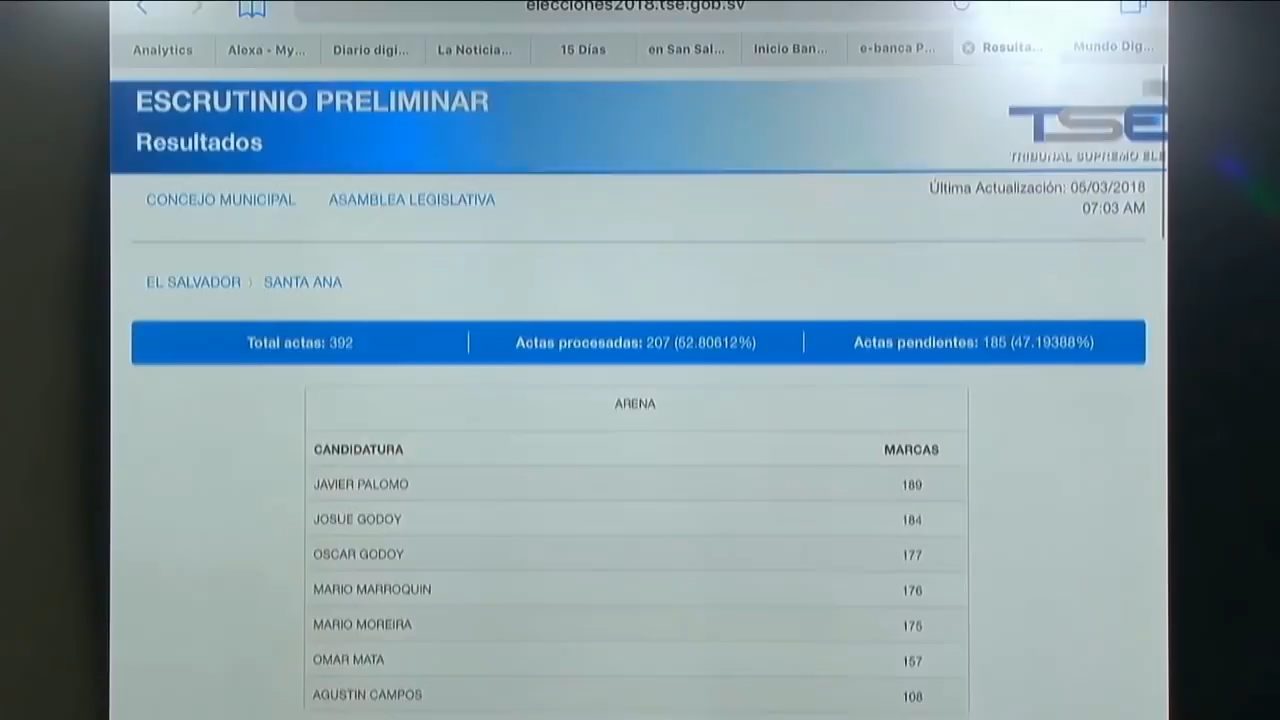 elecciones2018.tse.gob.sv
Analytics
Alexa - My...
Diario digi...
La Noticia...
15 Días
en San Sal...
Inicio Ban...
e-banca P...
Resulta...
Mundo Dig...
ESCRUTINIO PRELIMINAR
Resultados
TSE
TRIBUNAL SUPREMO ELE
CONCEJO MUNICIPAL ASAMBLEA LEGISLATIVA
Última Actualización: 05/03/2018
07:03 AM
EL SALVADOR SANTA ANA
Total actas: 392
Actas procesadas: 207 (52.80612%)
Actas pendientes: 185 (47.19388%)
ARENA
CANDIDATURA MARCAS
JAVIER PALOMO 189
JOSUE GODOY 184
OSCAR GODOY 177
MARIO MARROQUIN 176
MARIO MOREIRA 175
OMAR MATA 157
AGUSTIN CAMPOS 108